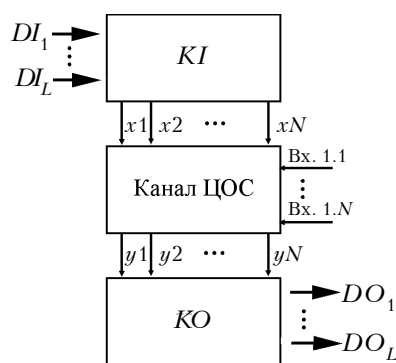 DI1
KI
DIL
x1 x2 ... xN
Вх. 1.1
Канал ЦОС
Вх. 1.N
y1 y2 ... yN
DO1
KO
DOL